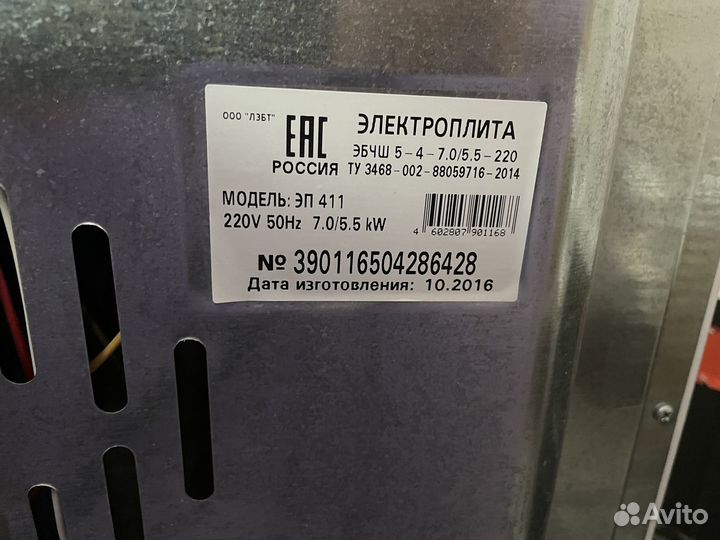 ООО "ЛЗБТ"
EAC
РОССИЯ
ЭЛЕКТРОПЛИТА
ЭБЧШ 5-4-7.0/5.5-220
ТУ 3468-002-88059716-2014
МОДЕЛЬ: ЭП 411
220V 50Hz 7.0/5.5 kW
4 602807 901168
№ 390116504286428
Дата изготовления: 10.2016
Avito